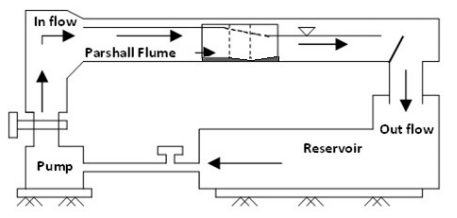 In flow
Parshall Flume
Out flow
Reservoir
Pump